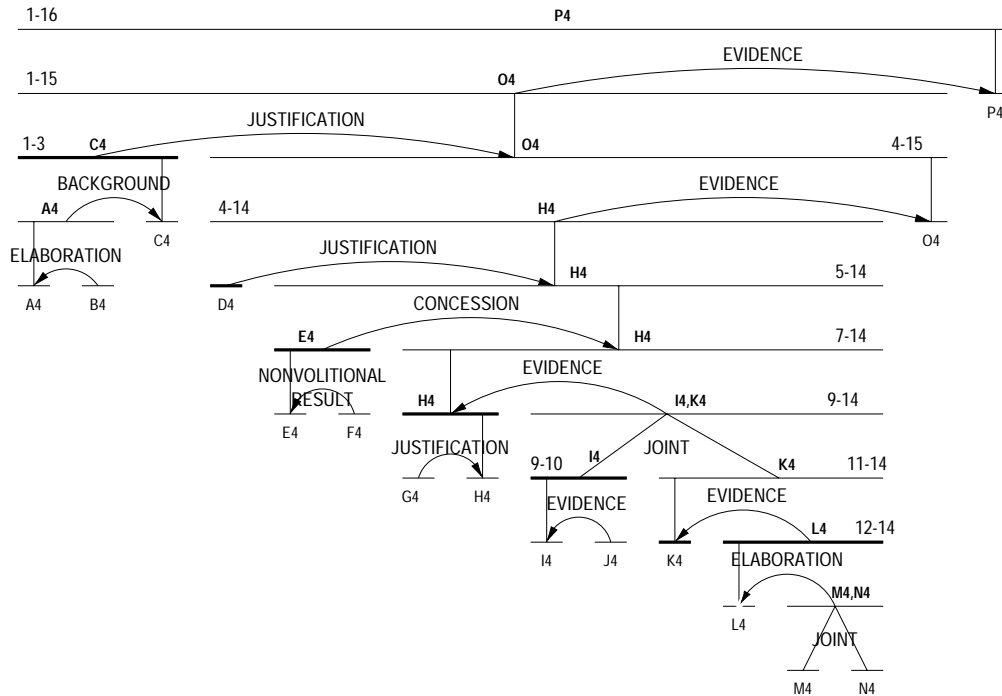 1-16 P4
EVIDENCE
1-15 O4
P4
JUSTIFICATION
1-3 C4 O4 4-15
BACKGROUND EVIDENCE
A4 4-14 H4
C4 O4
ELABORATION JUSTIFICATION
H4 5-14
A4 B4 D4
CONCESSION
E4 H4 7-14
NONVOLITIONAL EVIDENCE
RESULT H4 I4,K4 9-14
E4 F4
JUSTIFICATION I4 JOINT
9-10 K4 11-14
G4 H4
EVIDENCE EVIDENCE
L4 12-14
I4 J4 K4
ELABORATION
M4,N4
L4
JOINT
M4 N4